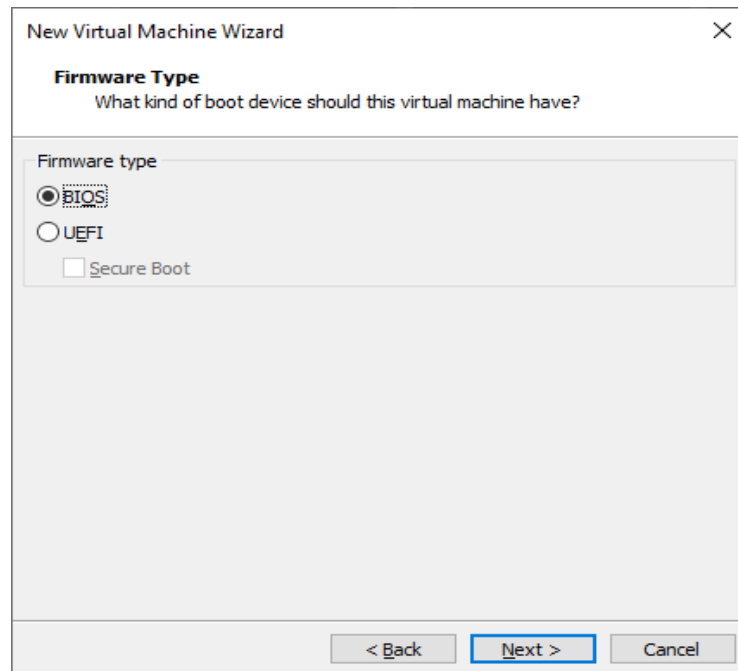 New Virtual Machine Wizard
Firmware Type
What kind of boot device should this virtual machine have?
Firmware type
BIOS
UEFI
Secure Boot
< Back Next > Cancel